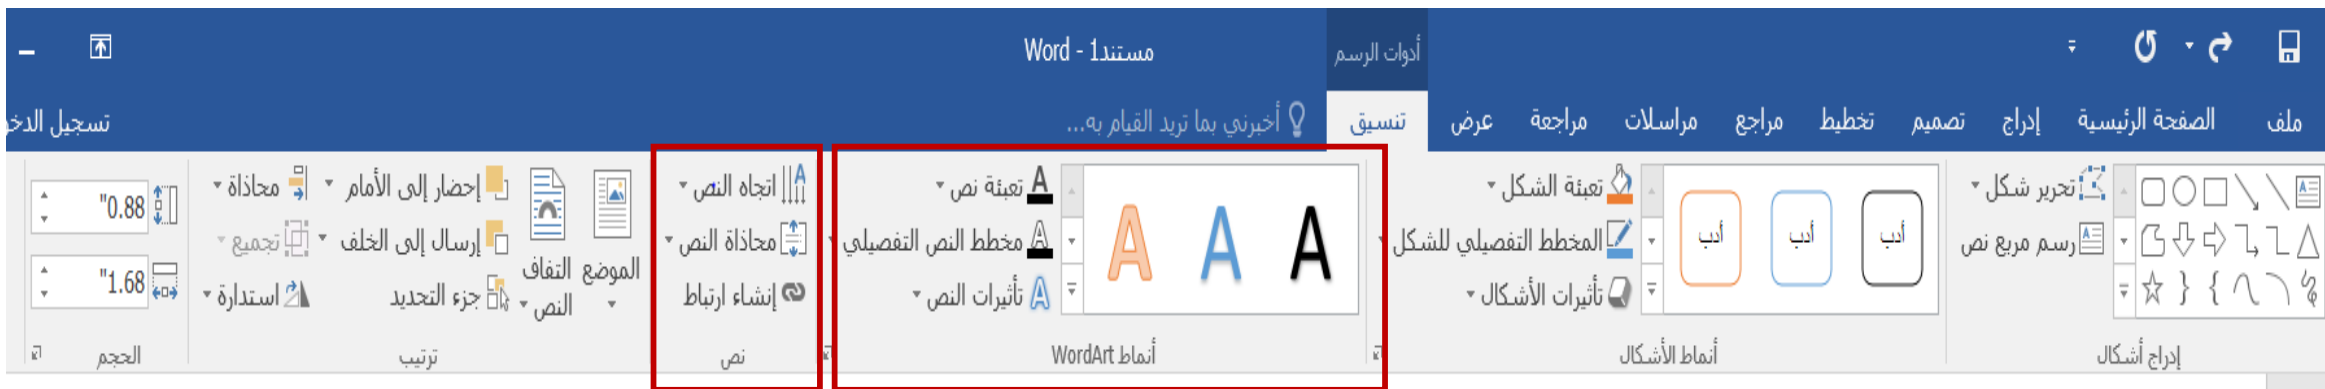 أدوات الرسم
مستند1 - Word
ملف
الصفحة الرئيسية
إدراج
تصميم
تخطيط
مراجع
مراسلات
مراجعة
عرض
تنسيق
أخبرني بما تريد القيام به...
تسجيل الدخو
تحرير شكل
رسم مربع نص
إدراج أشكال
أدب
أدب
أدب
تعبئة الشكل
المخطط التفصيلي للشكل
تأثيرات الأشكال
أنماط الأشكال
A A A
تعبئة نص
مخطط النص التفصيلي
تأثيرات النص
أنماط WordArt
اتجاه النص
محاذاة النص
إنشاء ارتباط
نص
الموضع
التفاف
النص
إحضار إلى الأمام
إرسال إلى الخلف
جزء التحديد
محاذاة
تجميع
استدارة
ترتيب
0.88"
1.68"
الحجم